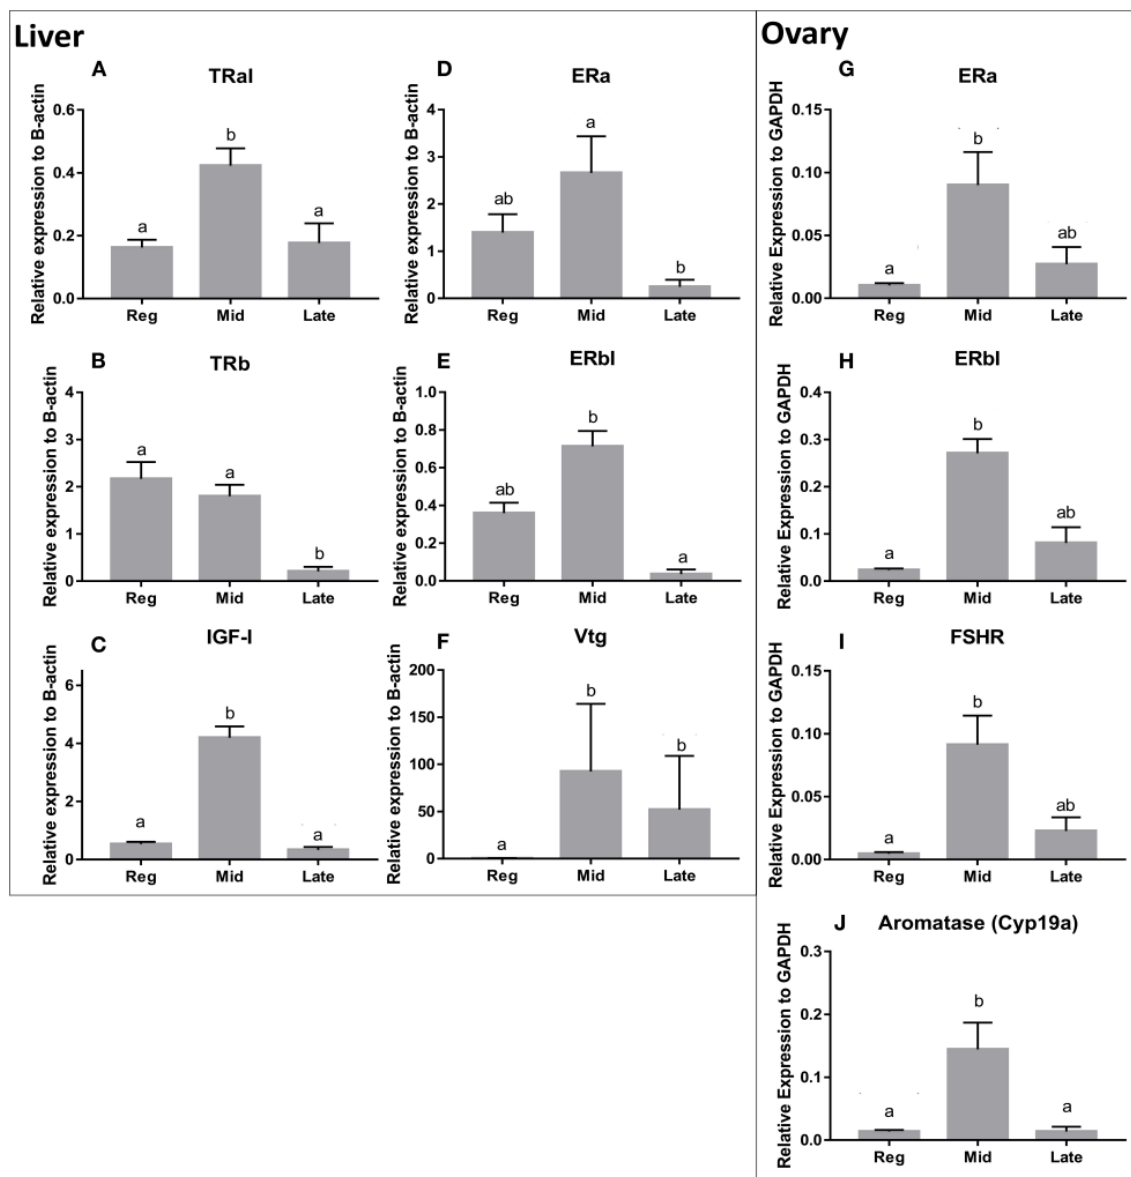 Liver
A
TRaI
Relative expression to B-actin
0.6
0.4
0.2
0.0
a
b
a
Reg Mid Late
B
TRb
Relative expression to B-actin
4
3
2
1
0
a
a
b
Reg Mid Late
C
IGF-I
Relative expression to B-actin
6
4
2
0
a
b
a
Reg Mid Late
D
ERa
Relative expression to B-actin
4
3
2
1
0
ab
a
b
Reg Mid Late
E
ERbI
Relative expression to B-actin
1.0
0.8
0.6
0.4
0.2
0.0
ab
b
a
Reg Mid Late
F
Vtg
Relative expression to B-actin
200
150
100
50
0
a
b
b
Reg Mid Late
Ovary
G
ERa
Relative Expression to GAPDH
0.15
0.10
0.05
0.00
a
b
ab
Reg Mid Late
H
ERbI
Relative Expression to GAPDH
0.4
0.3
0.2
0.1
0.0
a
b
ab
Reg Mid Late
I
FSHR
Relative Expression to GAPDH
0.15
0.10
0.05
0.00
a
b
ab
Reg Mid Late
J
Aromatase (Cyp19a)
Relative Expression to GAPDH
0.3
0.2
0.1
0.0
a
b
a
Reg Mid Late